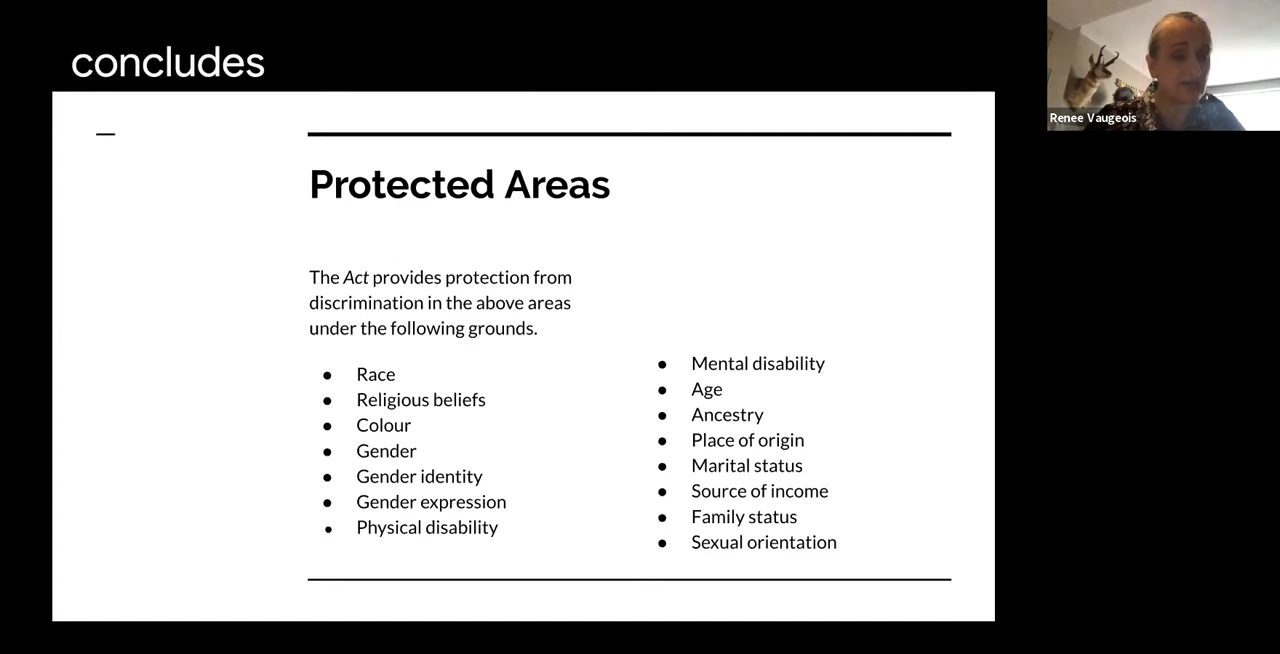 concludes
Renee Vaugeois
Protected Areas
The Act provides protection from
discrimination in the above areas
under the following grounds.
● Race
● Religious beliefs
● Colour
● Gender
● Gender identity
● Gender expression
● Physical disability
● Mental disability
● Age
● Ancestry
● Place of origin
● Marital status
● Source of income
● Family status
● Sexual orientation